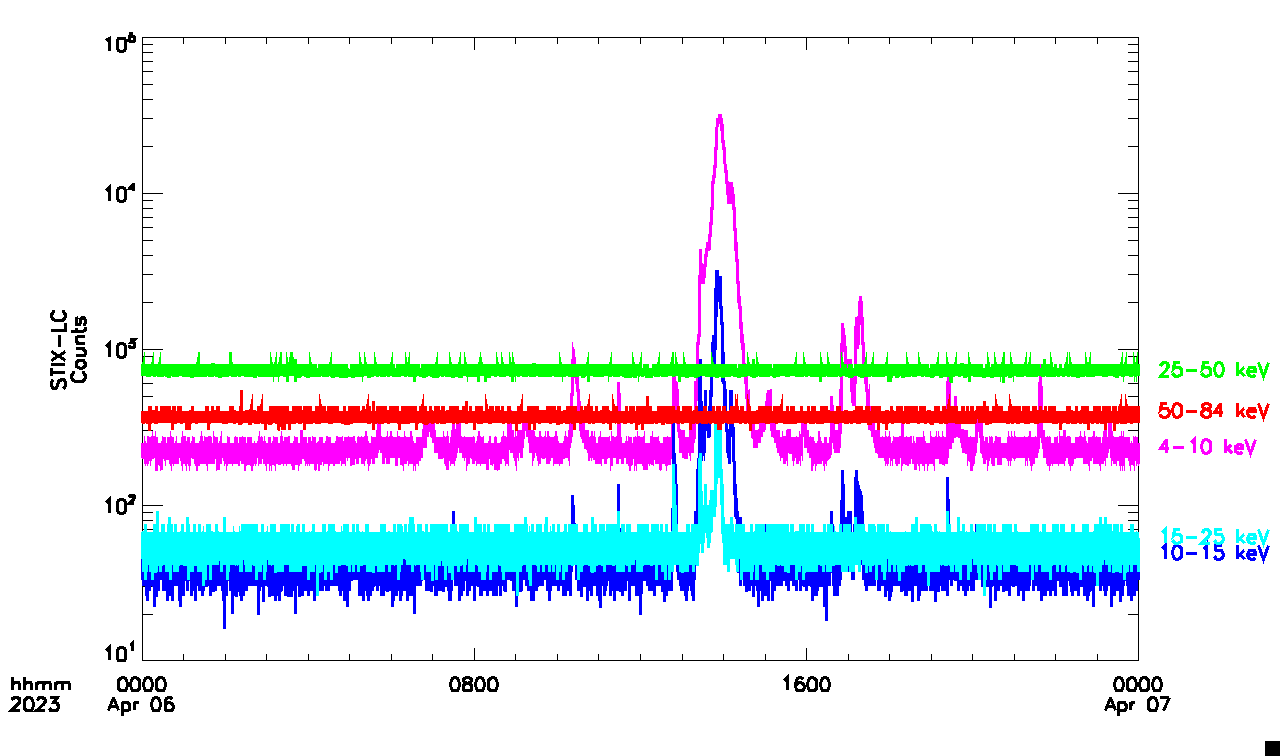 10^6
10^4
10^3
10^2
10^1
STIX-LC
Counts
25-50 keV
50-84 keV
4-10 keV
15-25 keV
10-15 keV
hhmm 0000 0800 1600 0000
2023 Apr 06 Apr 07